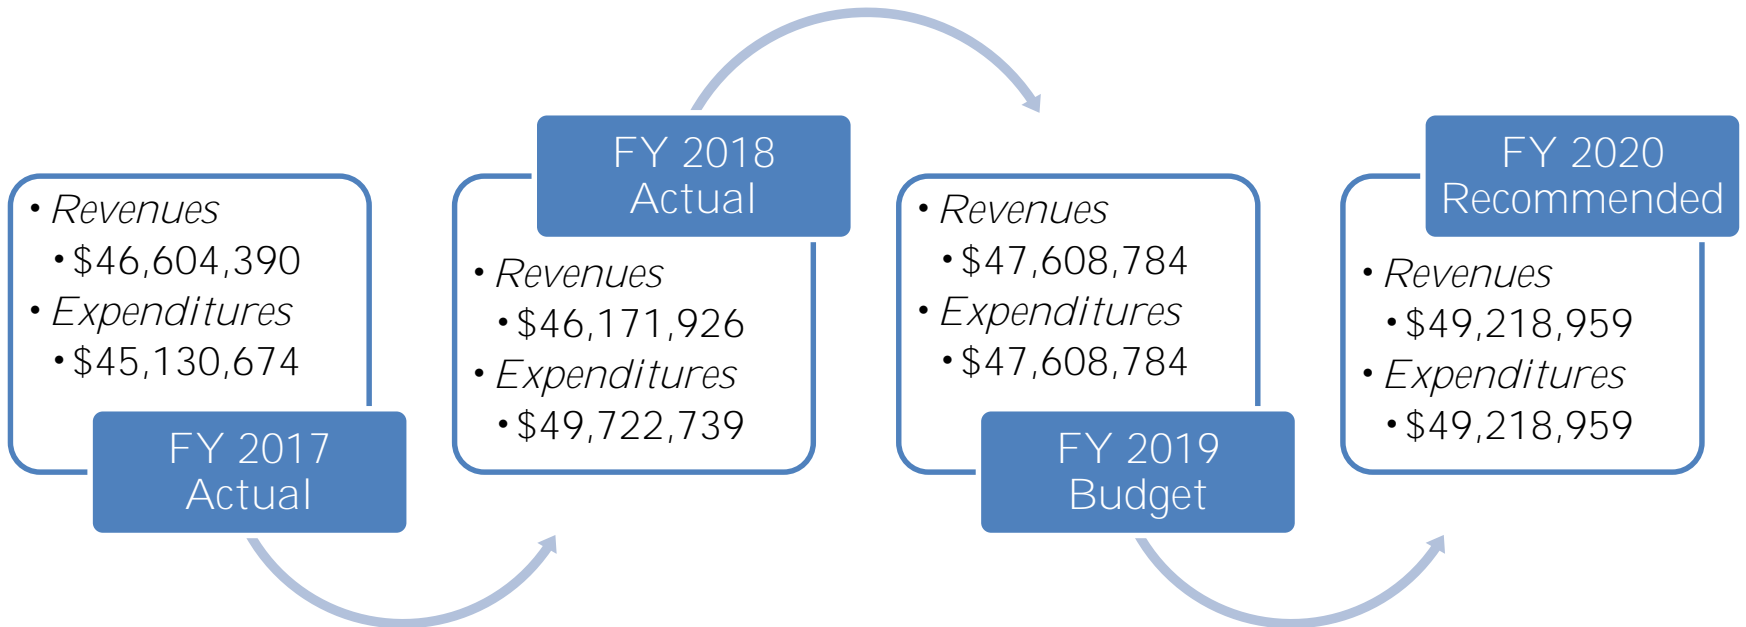 • Revenues
• $46,604,390
• Expenditures
• $45,130,674
FY 2017
Actual
FY 2018
Actual
• Revenues
• $46,171,926
• Expenditures
• $49,722,739
• Revenues
• $47,608,784
• Expenditures
• $47,608,784
FY 2019
Budget
FY 2020
Recommended
• Revenues
• $49,218,959
• Expenditures
• $49,218,959